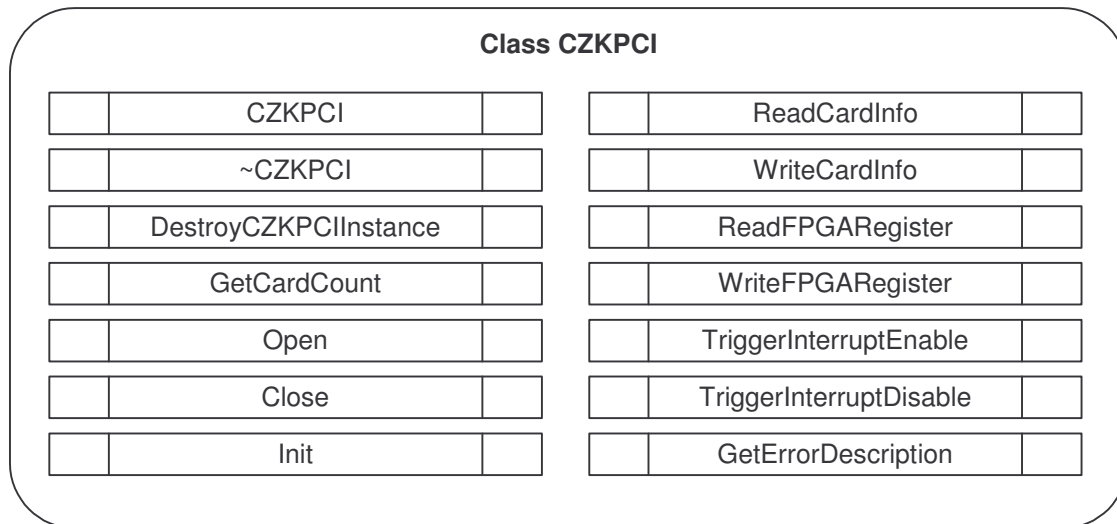 Class CZKPCI
CZKPCI
~CZKPCI
DestroyCZKPCIInstance
GetCardCount
Open
Close
Init
ReadCardInfo
WriteCardInfo
ReadFPGARegister
WriteFPGARegister
TriggerInterruptEnable
TriggerInterruptDisable
GetErrorDescription